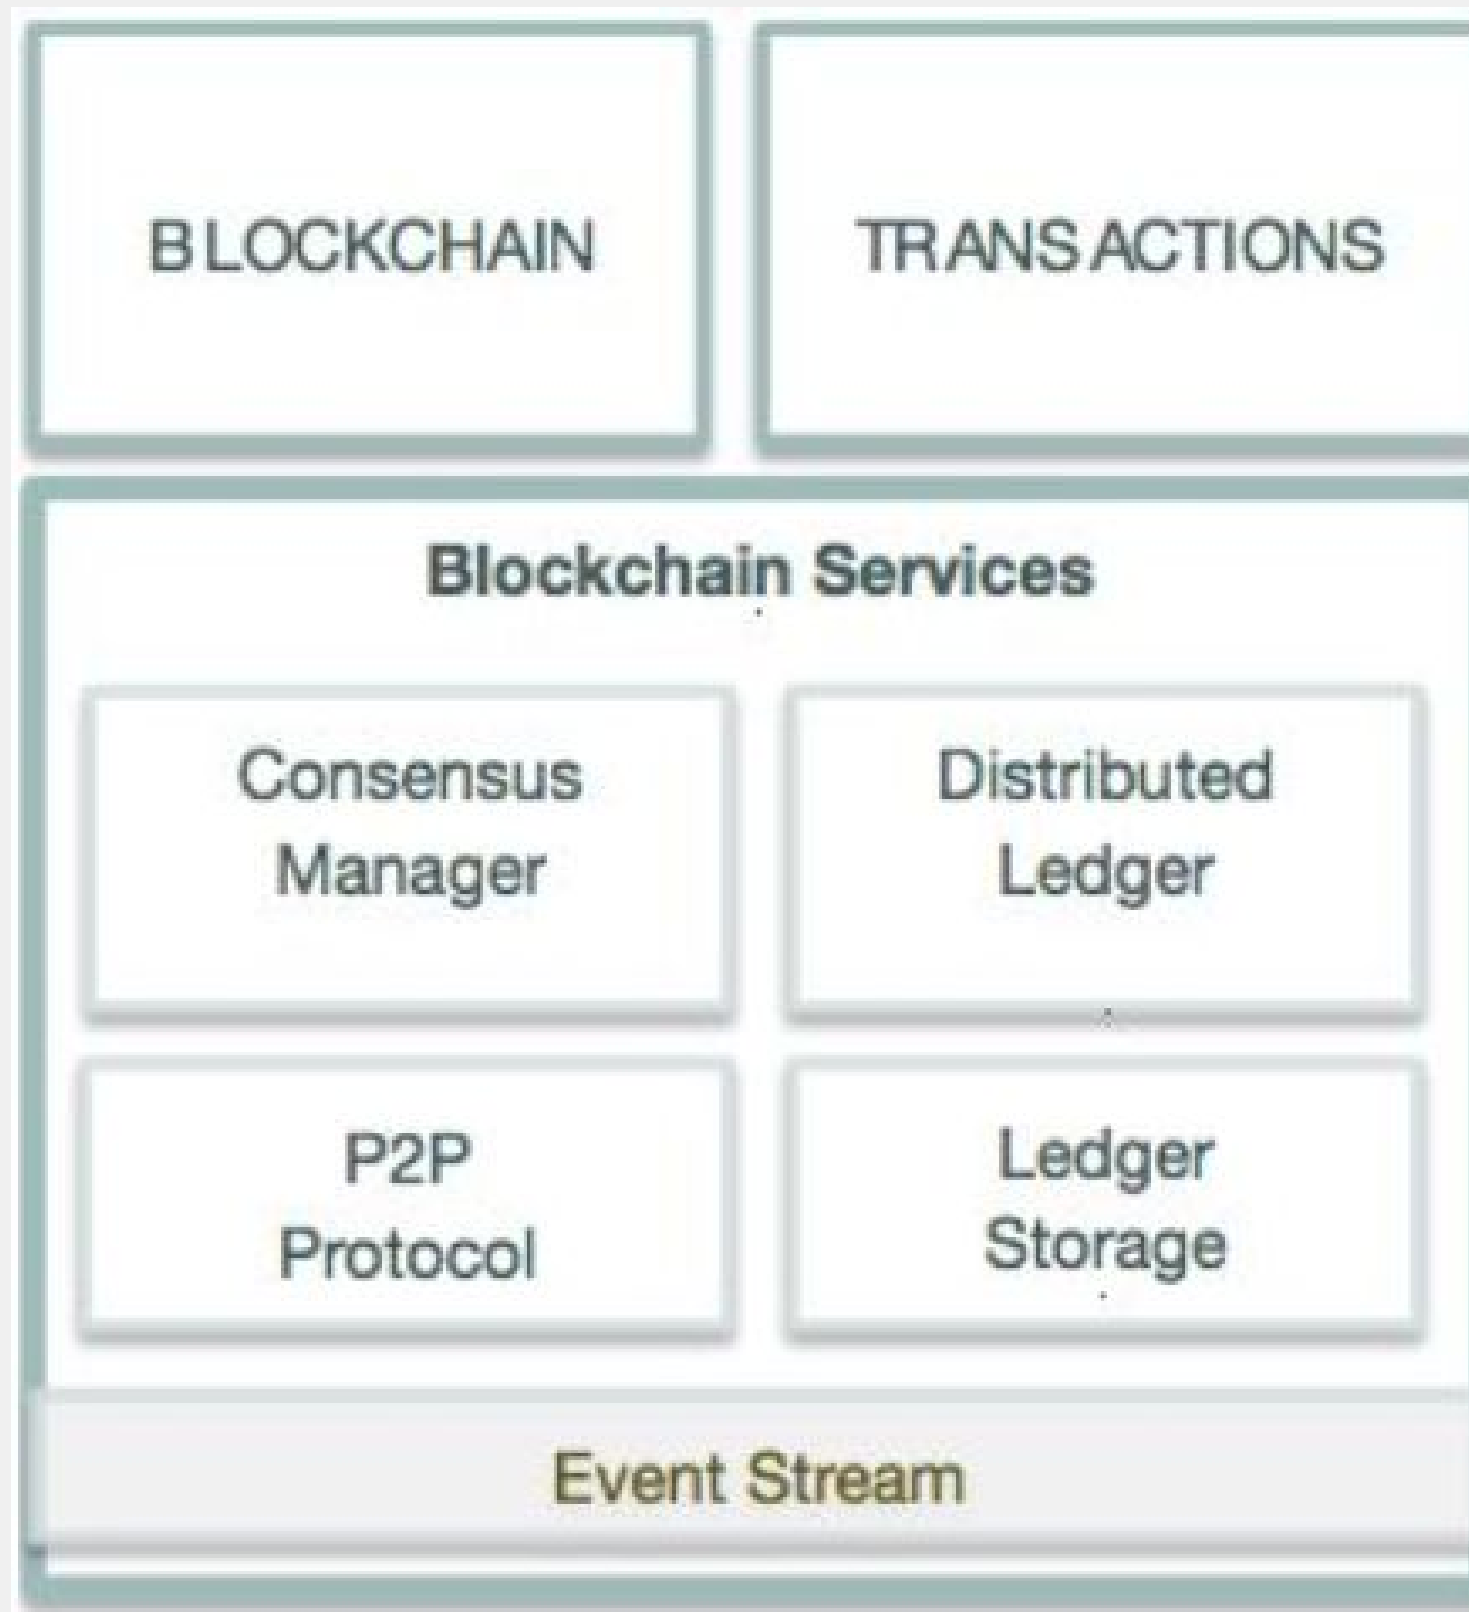 BLOCKCHAIN
TRANSACTIONS
Blockchain Services
Consensus
Manager
Distributed
Ledger
P2P
Protocol
Ledger
Storage
Event Stream